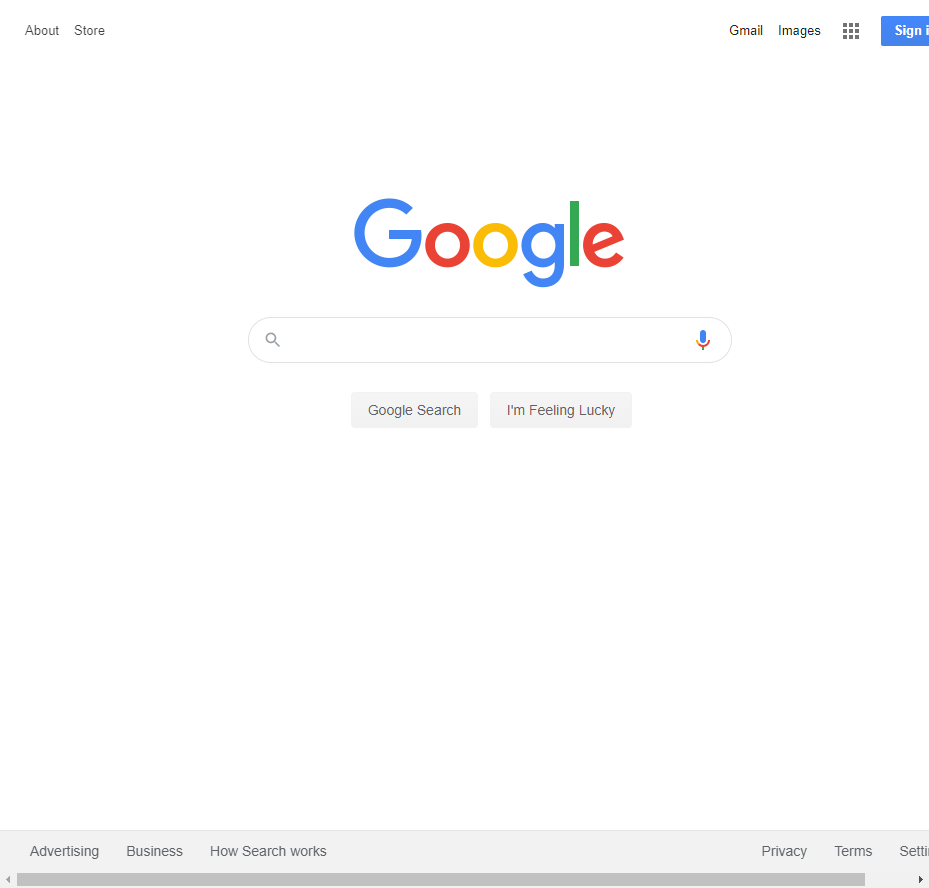 About Store Gmail Images Sign i
Google
Google Search I'm Feeling Lucky
Advertising Business How Search works Privacy Terms Setti